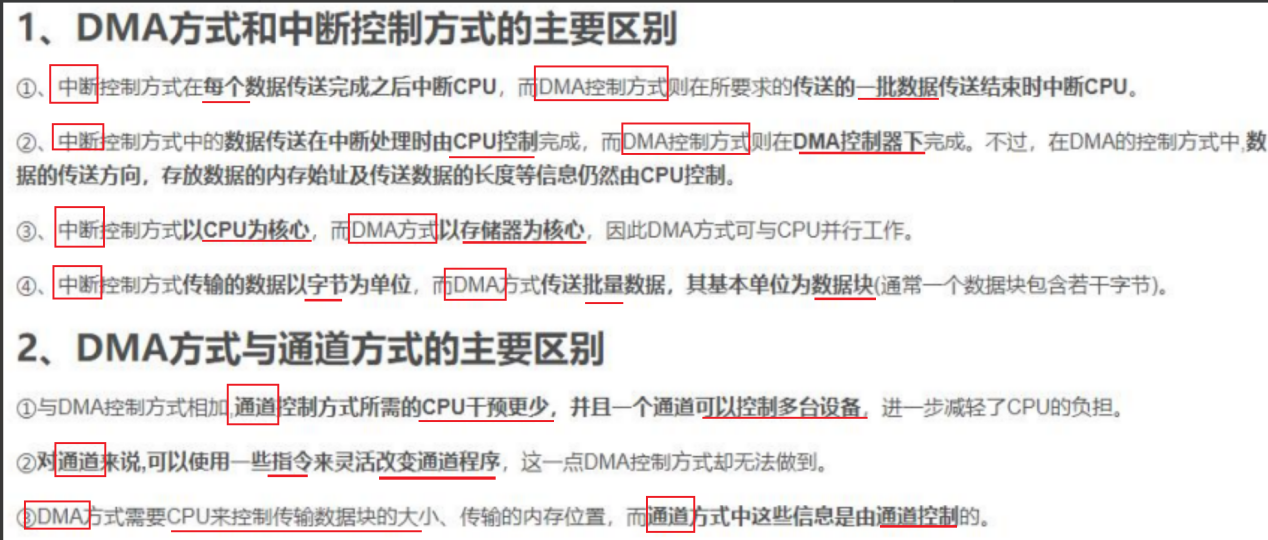 1、DMA方式和中断控制方式的主要区别
①、中断控制方式在每个数据传送完成之后中断CPU，而DMA控制方式则在所要求的传送的一批数据传送结束时中断CPU。
②、中断控制方式中的数据传送在中断处理时由CPU控制完成，而DMA控制方式则在DMA控制器下完成。不过，在DMA的控制方式中,数
据的传送方向，存放数据的内存始址及传送数据的长度等信息仍然由CPU控制。
③、中断控制方式以CPU为核心，而DMA方式以存储器为核心，因此DMA方式可与CPU并行工作。
④、中断控制方式传输的数据以字节为单位，而DMA方式传送批量数据，其基本单位为数据块(通常一个数据块包含若干字节)。
2、DMA方式与通道方式的主要区别
①与DMA控制方式相加,通道控制方式所需的CPU干预更少，并且一个通道可以控制多台设备，进一步减轻了CPU的负担。
②对通道来说,可以使用一些指令来灵活改变通道程序，这一点DMA控制方式却无法做到。
③DMA方式需要CPU来控制传输数据块的大小、传输的内存位置，而通道方式中这些信息是由通道控制的。